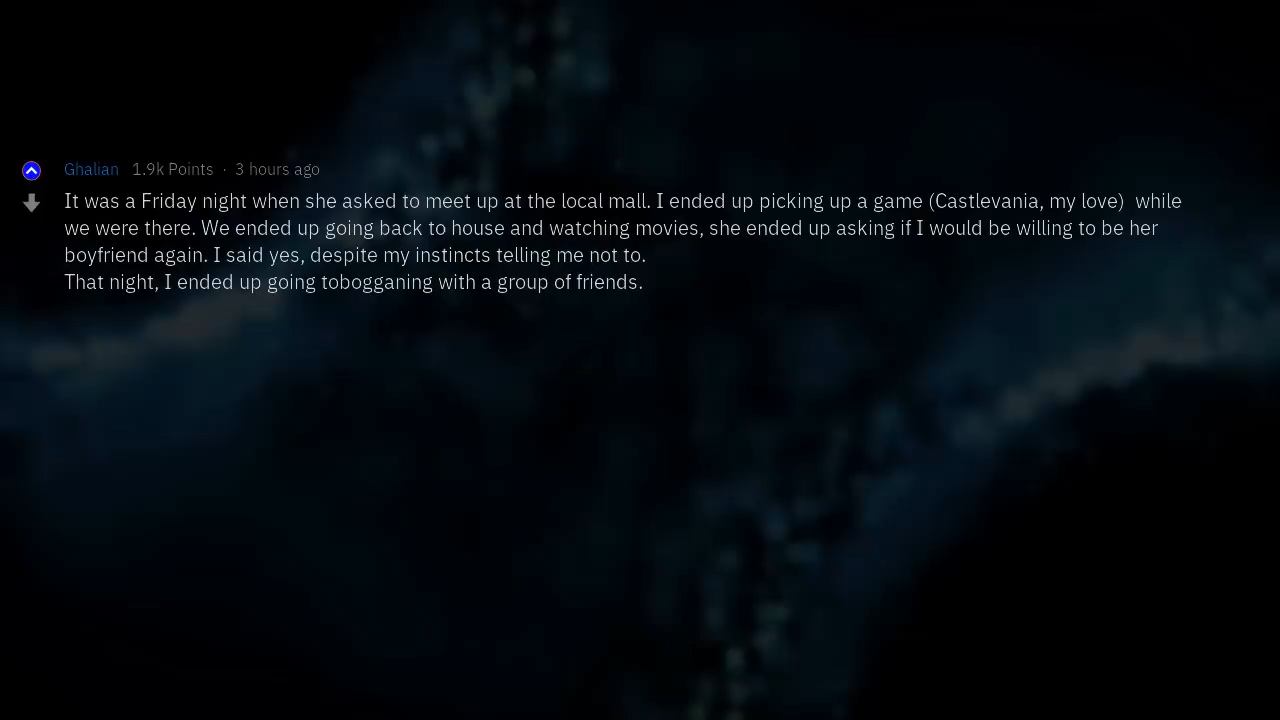 Ghalian 1.9k Points · 3 hours ago
It was a Friday night when she asked to meet up at the local mall. I ended up picking up a game (Castlevania, my love)  while
we were there. We ended up going back to house and watching movies, she ended up asking if I would be willing to be her
boyfriend again. I said yes, despite my instincts telling me not to.
That night, I ended up going tobogganing with a group of friends.